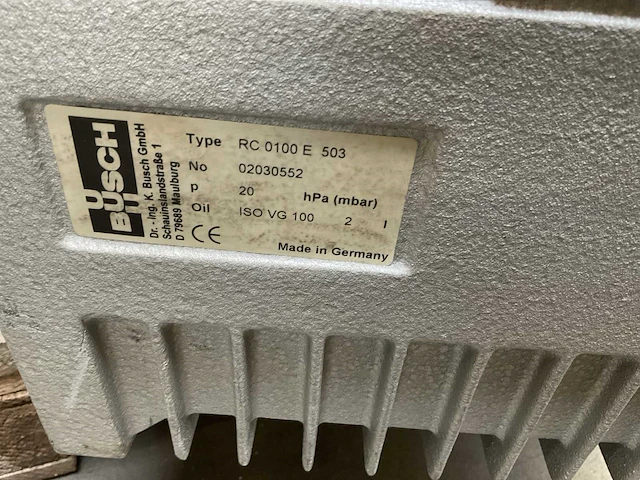 BUSCH
Dr. - Ing. K. Busch GmbH
Schauinslandstraße 1
D 79689 Maulburg
Type RC 0100 E 503
No 02030552
p 20 hPa (mbar)
Oil ISO VG 100 2 l
CE
Made in Germany